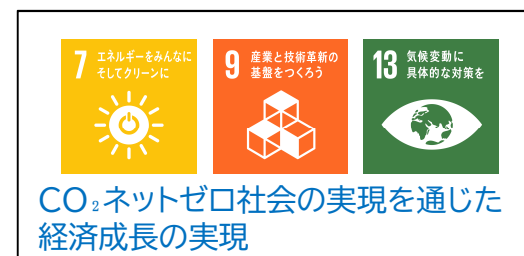 7 エネルギーをみんなに
そしてクリーンに
9 産業と技術革新の
基盤をつくろう
13 気候変動に
具体的な対策を
CO₂ネットゼロ社会の実現を通じた
経済成長の実現